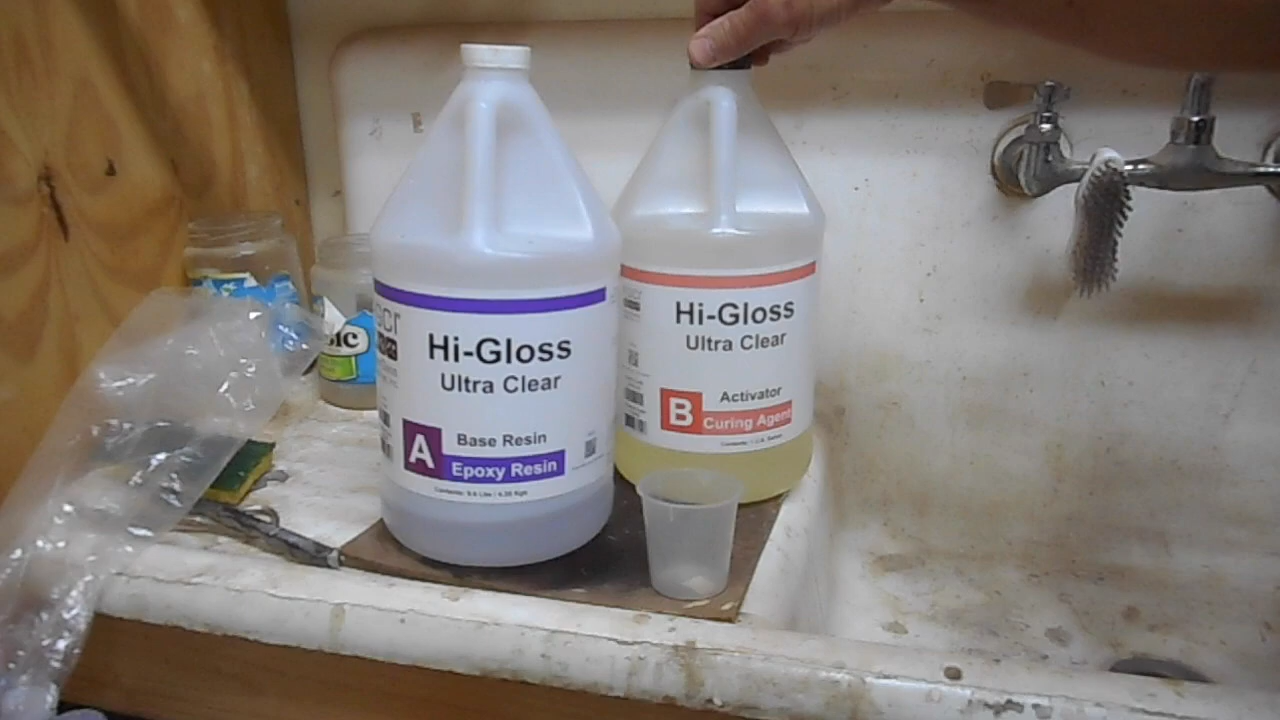 Hi-Gloss
Ultra Clear
A
Base Resin
Epoxy Resin
Hi-Gloss
Ultra Clear
B
Activator
Curing Agent